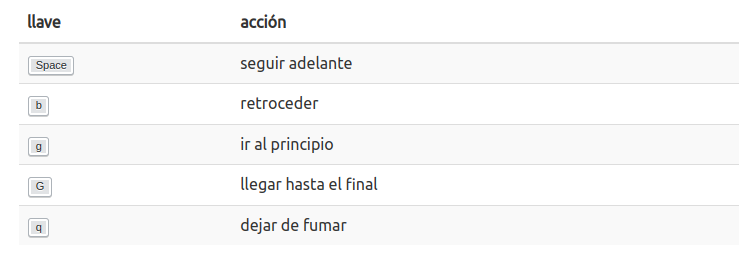 llave acción
Space seguir adelante
b retroceder
g ir al principio
G llegar hasta el final
q dejar de fumar